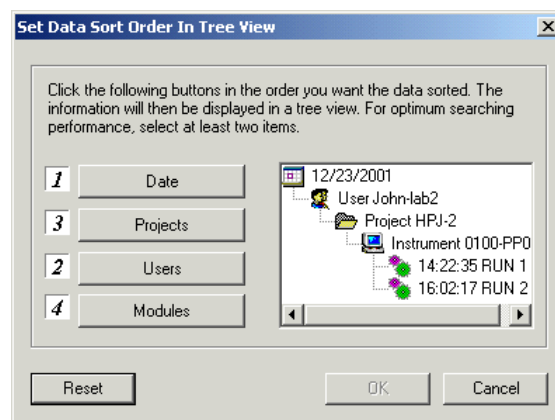 Set Data Sort Order In Tree View
Click the following buttons in the order you want the data sorted. The
information will then be displayed in a tree view. For optimum searching
performance, select at least two items.
1 Date
3 Projects
2 Users
4 Modules
12/23/2001
User John-lab2
Project HPJ-2
Instrument 0100-PP0
14:22:35 RUN 1
16:02:17 RUN 2
Reset
OK
Cancel